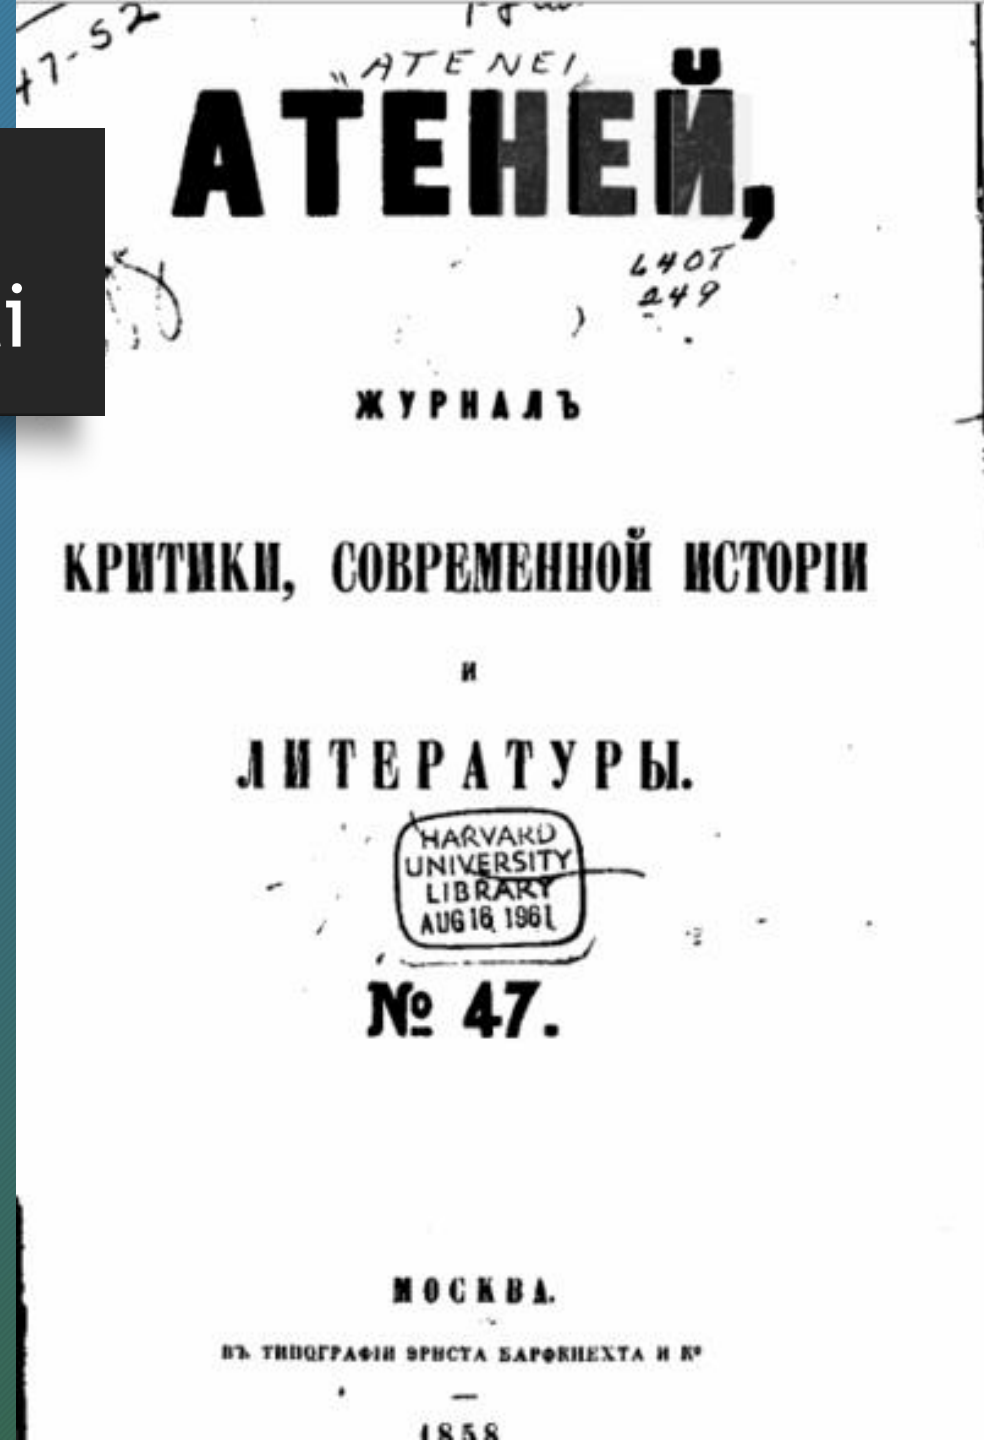 47-52
"ATENEI"
АТЕНЕЙ,
i
L40T
249
ЖУРНАЛЪ
КРИТИКИ, СОВРЕМЕННОЙ ИСТОРІИ
и
ЛИТЕРАТУРЫ.
HARVARD
UNIVERSITY
LIBRARY
AUG 16 1961
№ 47.
МОСКВА.
ВЪ ТИПОГРАФІИ ЭРНСТА БАРФКНЕХТА И Кº
1858